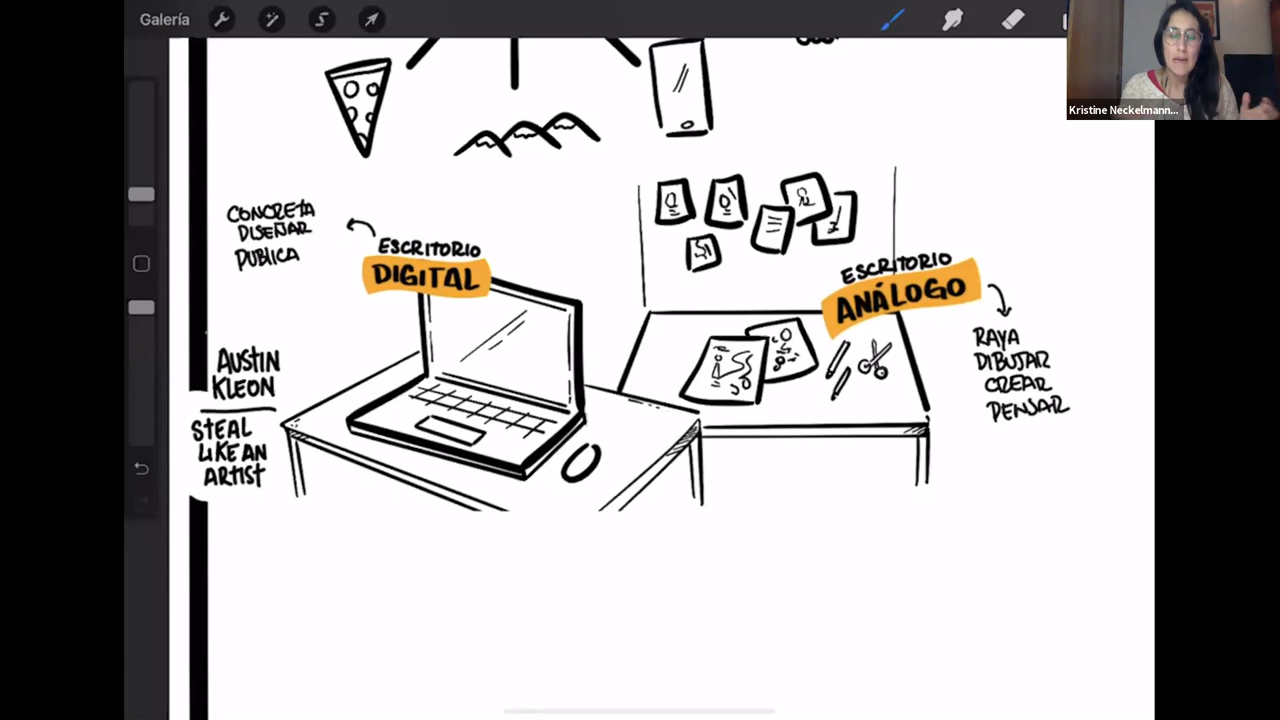 Galería
Kristine Neckelmann...
CONCRETA
DISEÑAR
PUBLICA
ESCRITORIO
DIGITAL
ESCRITORIO
ANÁLOGO
RAYA
DIBUJAR
CREAR
PENSAR
AUSTIN
KLEON
STEAL
LIKE AN
ARTIST